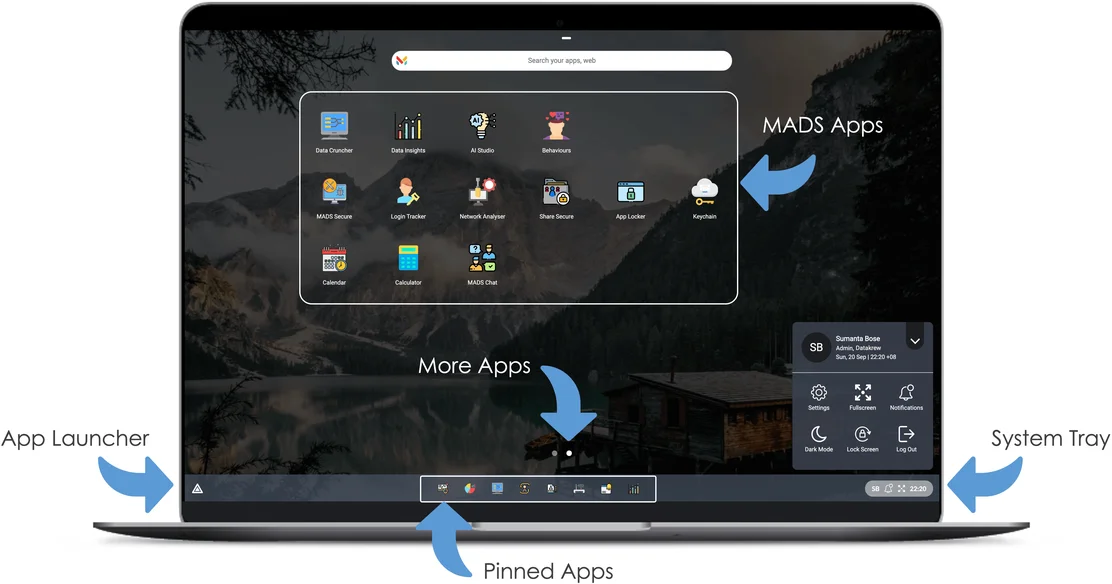 Search your apps, web
Data Cruncher
Data Insights
AI Studio
Behaviours
MADS Apps
MADS Secure
Login Tracker
Network Analyser
Share Secure
App Locker
Keychain
Calendar
Calculator
MADS Chat
SB
Sumanta Bose
Admin, Datakrew
Sun, 20 Sep | 22:20 +08
More Apps
Settings
Fullscreen
Notifications
Dark Mode
Lock Screen
Log Out
App Launcher
System Tray
SB 22:20
Pinned Apps